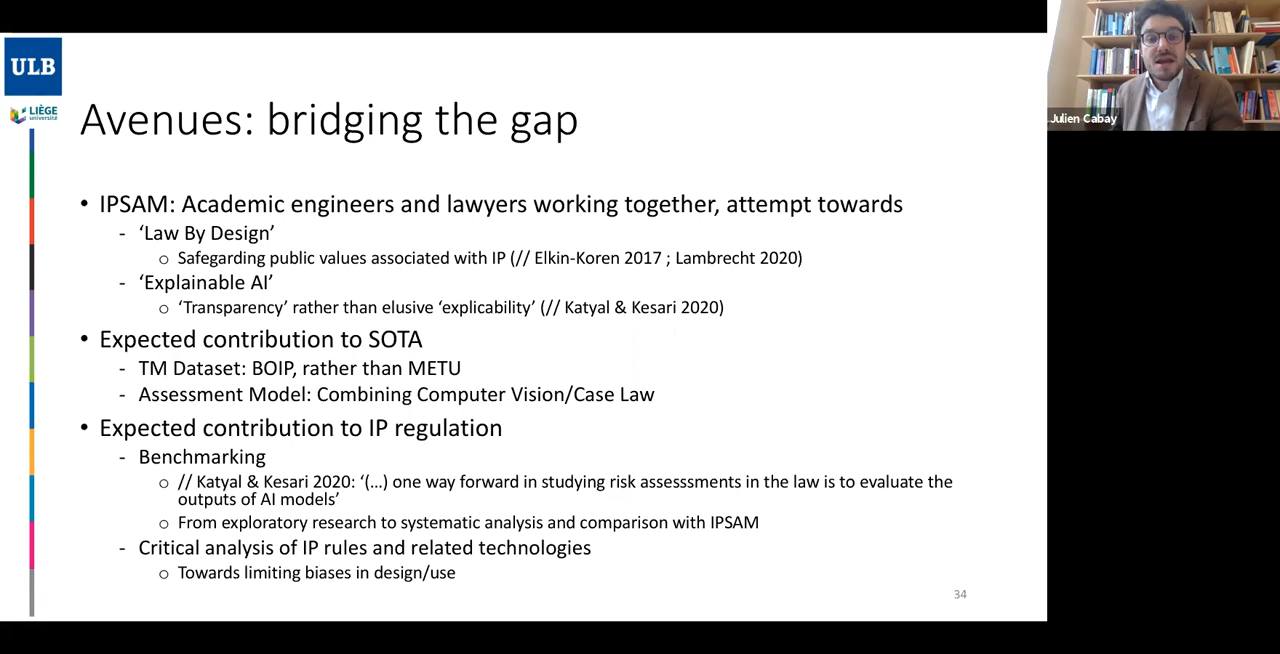 ULB
LIÈGE
université
Avenues: bridging the gap
• IPSAM: Academic engineers and lawyers working together, attempt towards
- ‘Law By Design’
o Safegarding public values associated with IP (// Elkin-Koren 2017 ; Lambrecht 2020)
- ‘Explainable AI’
o ‘Transparency’ rather than elusive ‘explicability’ (// Katyal & Kesari 2020)
• Expected contribution to SOTA
- TM Dataset: BOIP, rather than METU
- Assessment Model: Combining Computer Vision/Case Law
• Expected contribution to IP regulation
- Benchmarking
o // Katyal & Kesari 2020: ‘(...) one way forward in studying risk assesssments in the law is to evaluate the
outputs of AI models’
o From exploratory research to systematic analysis and comparison with IPSAM
- Critical analysis of IP rules and related technologies
o Towards limiting biases in design/use
34
Julien Cabay